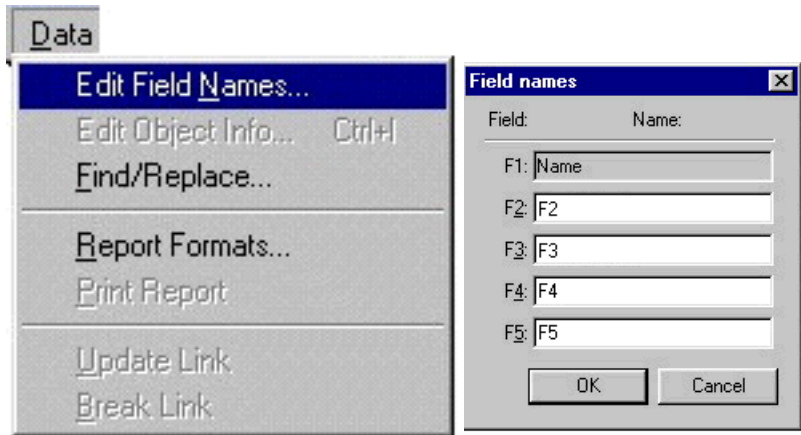 Data
Edit Field Names...
Edit Object Info... Ctrl+I
Find/Replace...
Report Formats...
Print Report
Update Link
Break Link
Field names
Field: Name:
F1: Name
F2: F2
F3: F3
F4: F4
F5: F5
OK Cancel